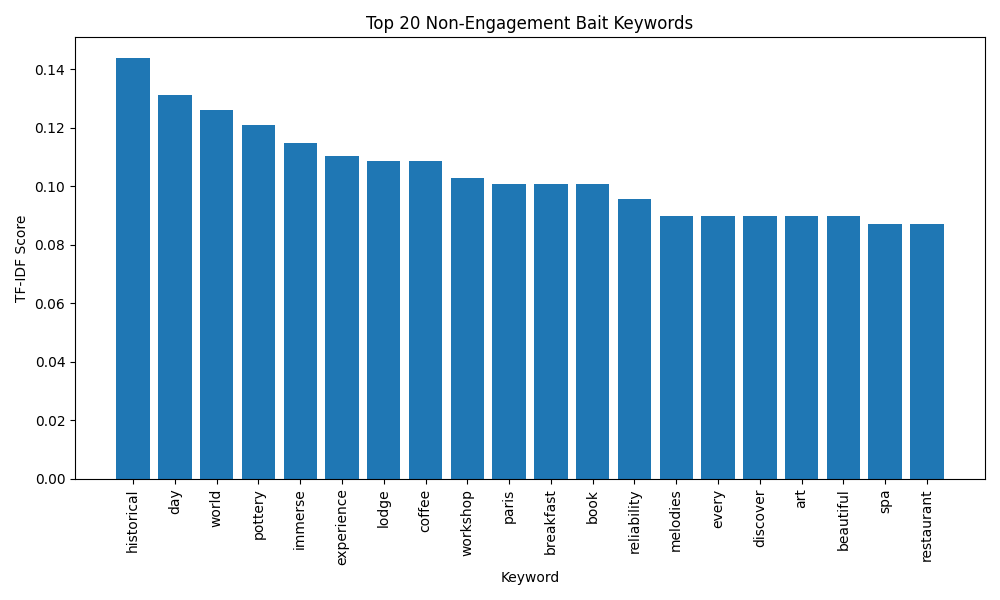 Top 20 Non-Engagement Bait Keywords
TF-IDF Score
0.14
0.12
0.10
0.08
0.06
0.04
0.02
0.00
historical
day
world
pottery
immerse
experience
lodge
coffee
workshop
paris
breakfast
book
reliability
melodies
every
discover
art
beautiful
spa
restaurant
Keyword